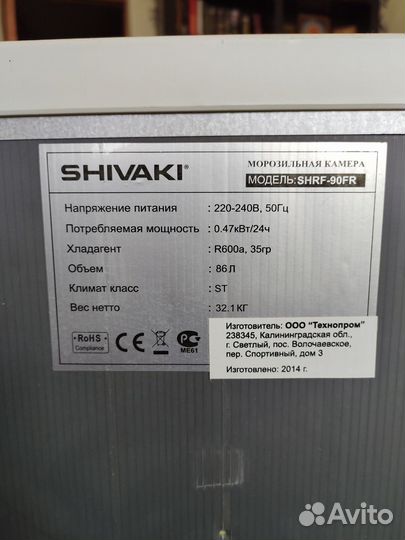 SHIVAKI®
МОРОЗИЛЬНАЯ КАМЕРА
МОДЕЛЬ:SHRF-90FR
Напряжение питания : 220-240В, 50Гц
Потребляемая мощность : 0.47кВт/24ч
Хладагент : R600a, 35гр
Объем : 86Л
Климат класс : ST
Вес нетто : 32.1КГ
RoHS
Compliance
CE
РС
МЕ61
Изготовитель: ООО "Технопром"
238345, Калининградская обл.,
г. Светлый, пос. Волочаевское,
пер. Спортивный, дом 3
Изготовлено: 2014 г.
Avito